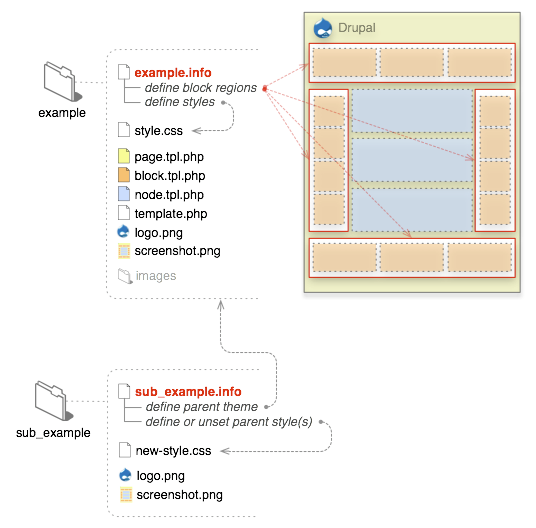 Drupal
example.info
define block regions
define styles
example
style.css
page.tpl.php
block.tpl.php
node.tpl.php
template.php
logo.png
screenshot.png
images
sub_example.info
define parent theme
define or unset parent style(s)
sub_example
new-style.css
logo.png
screenshot.png